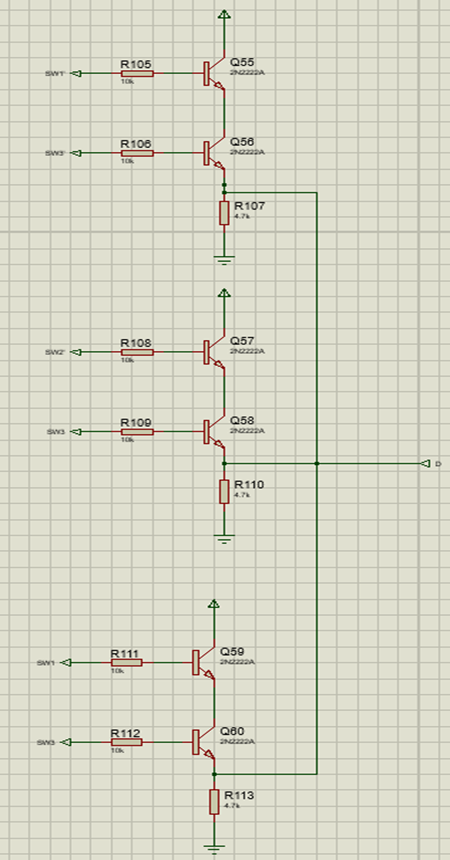 R105
Q55
SW1'
10k
2N2222A
R106
Q56
SW3'
10k
2N2222A
R107
4.7k
R108
Q57
SW2'
10k
2N2222A
R109
Q58
SW3
10k
2N2222A
D
R110
4.7k
R111
Q59
SW1
10k
2N2222A
R112
Q60
SW3
10k
2N2222A
R113
4.7k